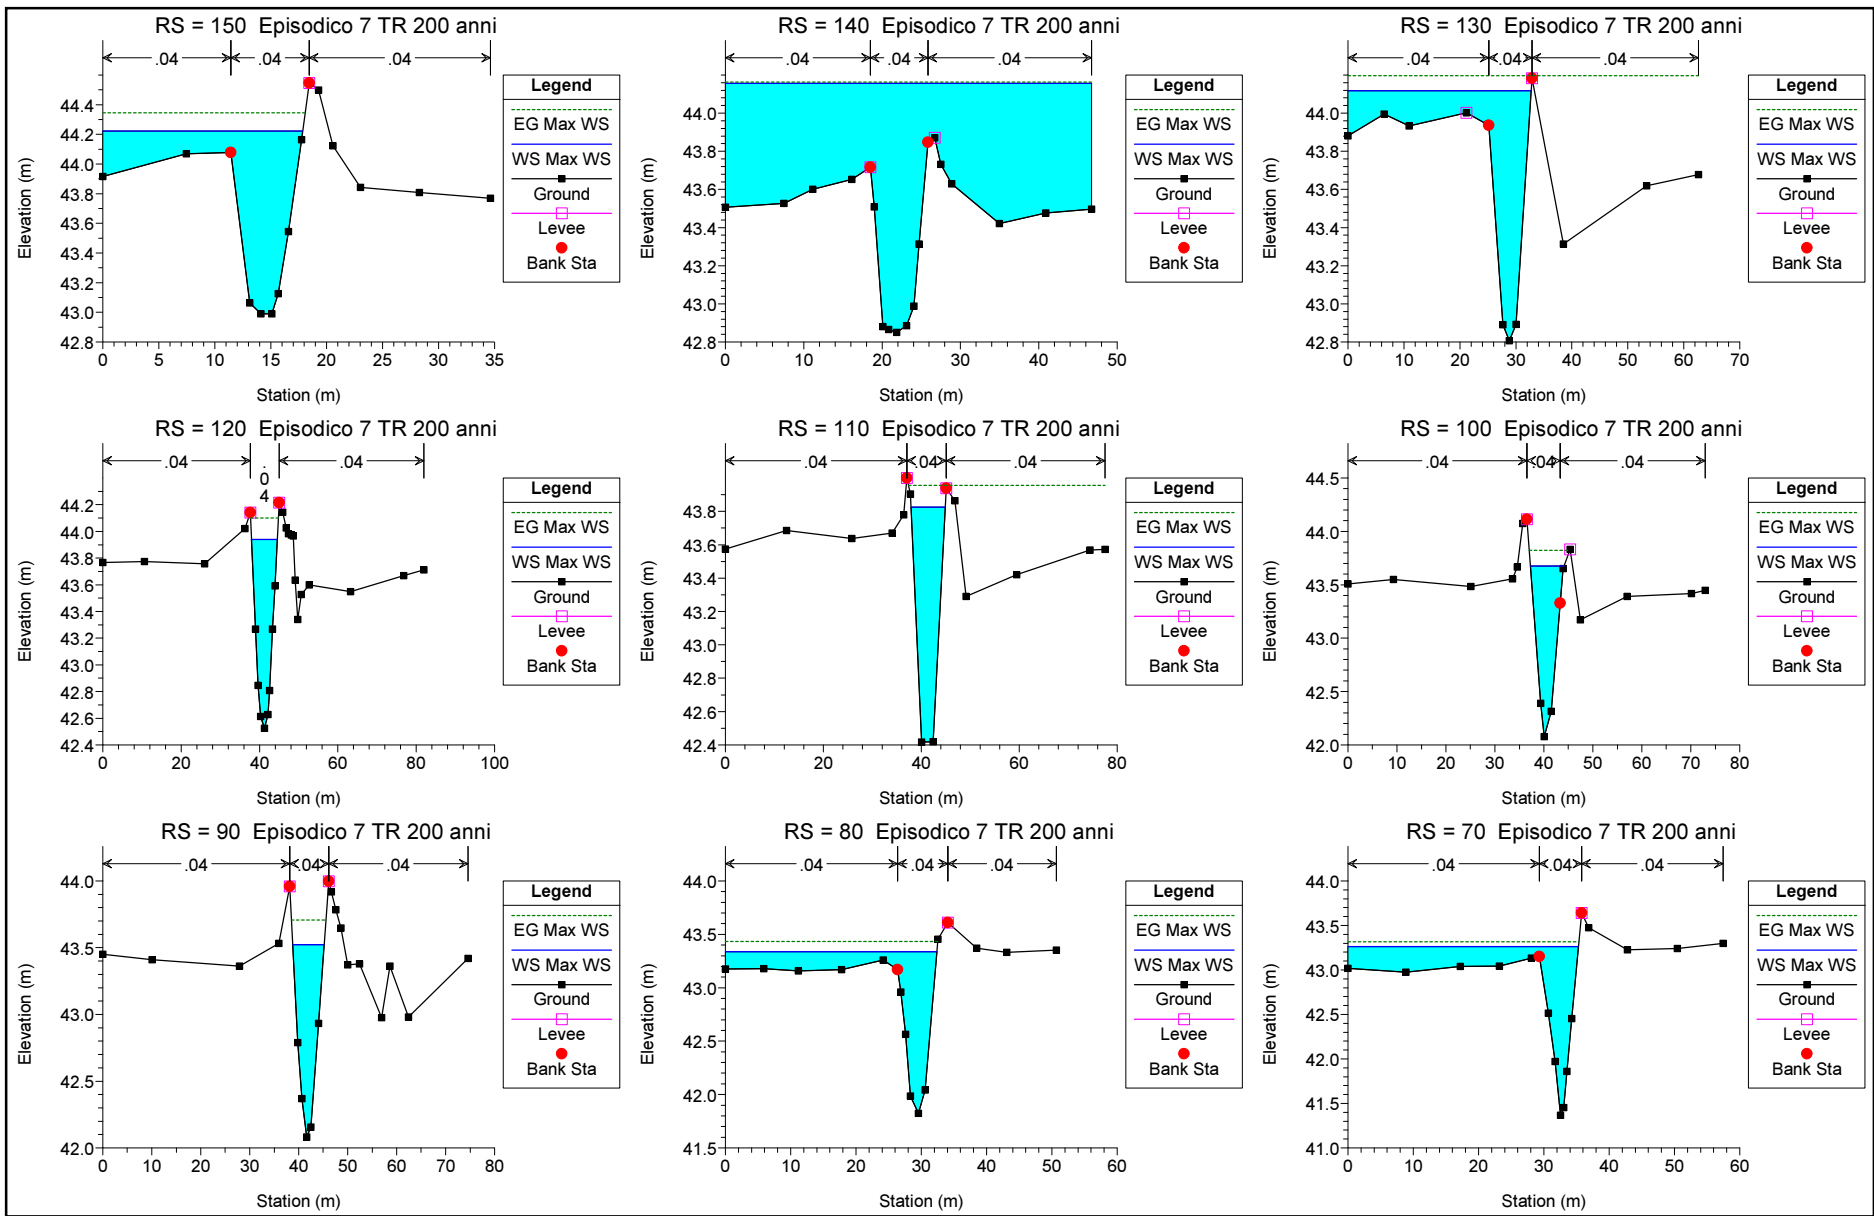 RS = 150 Episodico 7 TR 200 anni
.04 .04 .04
Legend
EG Max WS
WS Max WS
Ground
Levee
Bank Sta
Elevation (m)
44.4
44.2
44.0
43.8
43.6
43.4
43.2
43.0
42.8
0 5 10 15 20 25 30 35
Station (m)
RS = 140 Episodico 7 TR 200 anni
.04 .04 .04
Legend
EG Max WS
WS Max WS
Ground
Levee
Bank Sta
Elevation (m)
44.0
43.8
43.6
43.4
43.2
43.0
42.8
0 10 20 30 40 50
Station (m)
RS = 130 Episodico 7 TR 200 anni
.04 .04 .04
Legend
EG Max WS
WS Max WS
Ground
Levee
Bank Sta
Elevation (m)
44.0
43.8
43.6
43.4
43.2
43.0
42.8
0 10 20 30 40 50 60 70
Station (m)
RS = 120 Episodico 7 TR 200 anni
.04 . .04
0
4
Legend
EG Max WS
WS Max WS
Ground
Levee
Bank Sta
Elevation (m)
44.2
44.0
43.8
43.6
43.4
43.2
43.0
42.8
42.6
42.4
0 20 40 60 80 100
Station (m)
RS = 110 Episodico 7 TR 200 anni
.04 .04 .04
Legend
EG Max WS
WS Max WS
Ground
Levee
Bank Sta
Elevation (m)
43.8
43.6
43.4
43.2
43.0
42.8
42.6
42.4
0 20 40 60 80
Station (m)
RS = 100 Episodico 7 TR 200 anni
.04 .04 .04
Legend
EG Max WS
WS Max WS
Ground
Levee
Bank Sta
Elevation (m)
44.5
44.0
43.5
43.0
42.5
42.0
0 10 20 30 40 50 60 70 80
Station (m)
RS = 90 Episodico 7 TR 200 anni
.04 .04 .04
Legend
EG Max WS
WS Max WS
Ground
Levee
Bank Sta
Elevation (m)
44.0
43.5
43.0
42.5
42.0
0 10 20 30 40 50 60 70 80
Station (m)
RS = 80 Episodico 7 TR 200 anni
.04 .04 .04
Legend
EG Max WS
WS Max WS
Ground
Levee
Bank Sta
Elevation (m)
44.0
43.5
43.0
42.5
42.0
41.5
0 10 20 30 40 50 60
Station (m)
RS = 70 Episodico 7 TR 200 anni
.04 .04 .04
Legend
EG Max WS
WS Max WS
Ground
Levee
Bank Sta
Elevation (m)
44.0
43.5
43.0
42.5
42.0
41.5
41.0
0 10 20 30 40 50 60
Station (m)